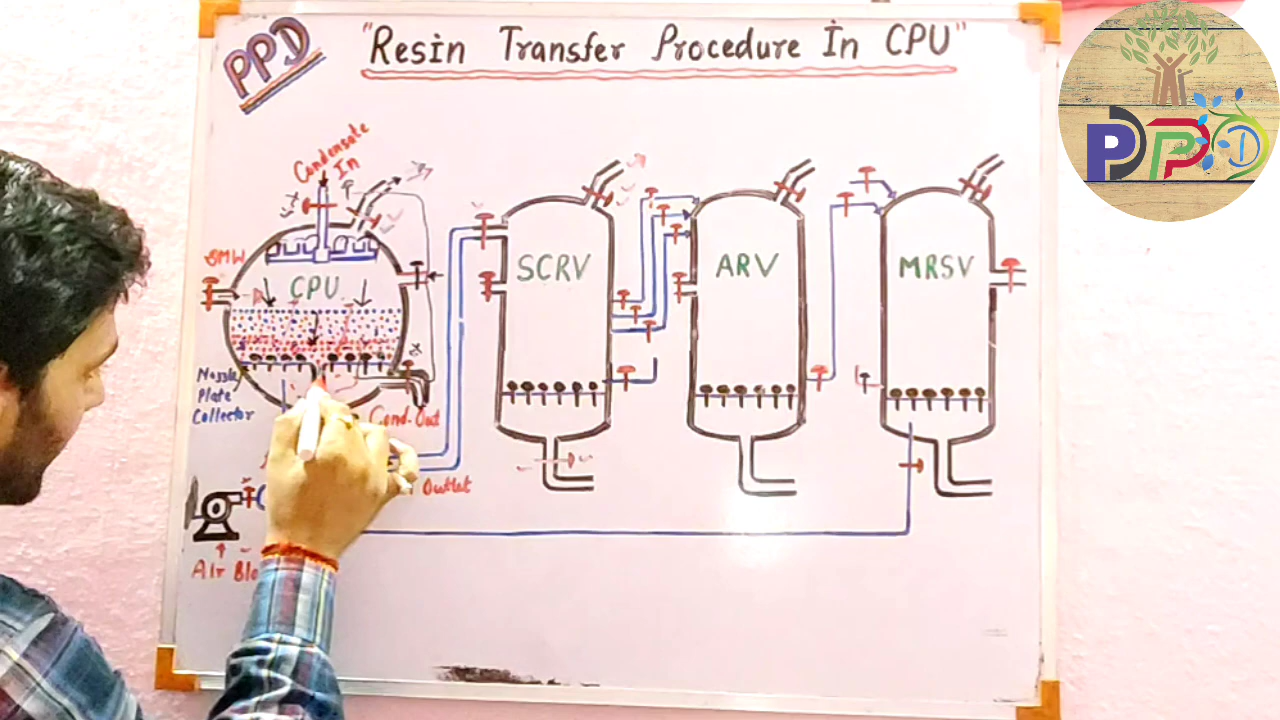 PPD
"Resin Transfer Procedure In CPU"
PPD
Condensate
In
DMW
CPU
SCRV
ARV
MRSV
Nozzle
Plate
Collector
Cond. Out
Outlet
Air Blo